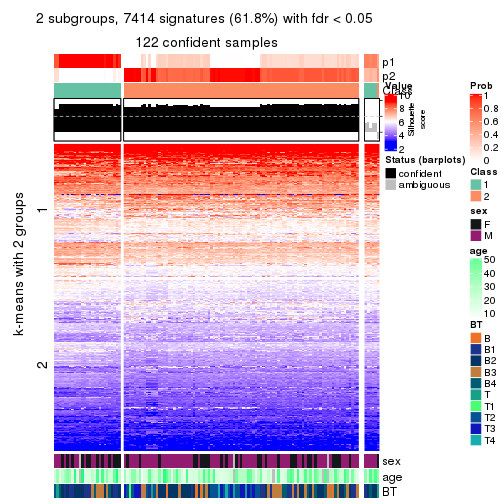 2 subgroups, 7414 signatures (61.8%) with fdr < 0.05
122 confident samples
p1
p2
Class
Silhouette
score
k-means with 2 groups
1
2
sex
age
BT
Value
10
8
6
4
2
Status (barplots)
confident
ambiguous
Prob
1
0.8
0.6
0.4
0.2
0
Class
1
2
sex
F
M
age
50
40
30
20
10
BT
B
B1
B2
B3
B4
T
T1
T2
T3
T4